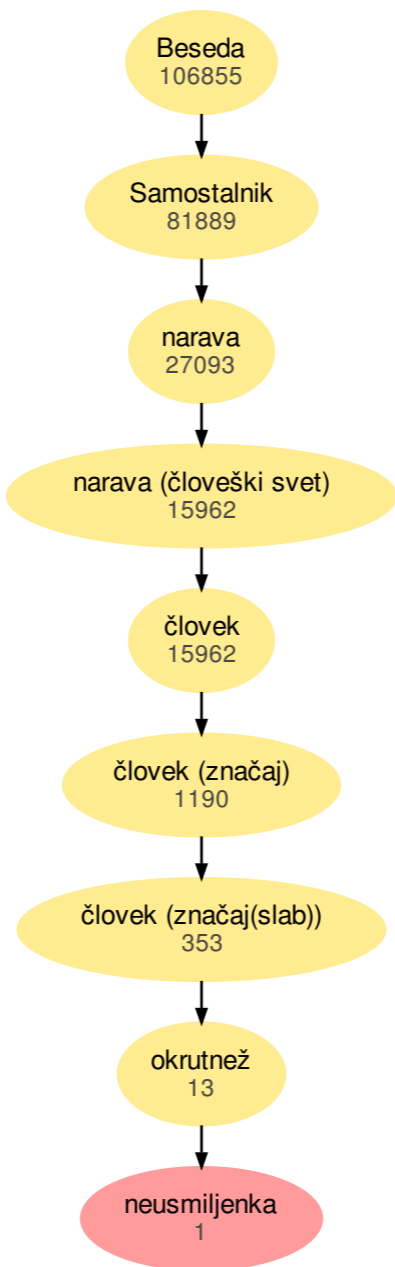 Beseda
106855
Samostalnik
81889
narava
27093
narava (človeški svet)
15962
človek
15962
človek (značaj)
1190
človek (značaj(slab))
353
okrutnež
13
neusmiljenka
1